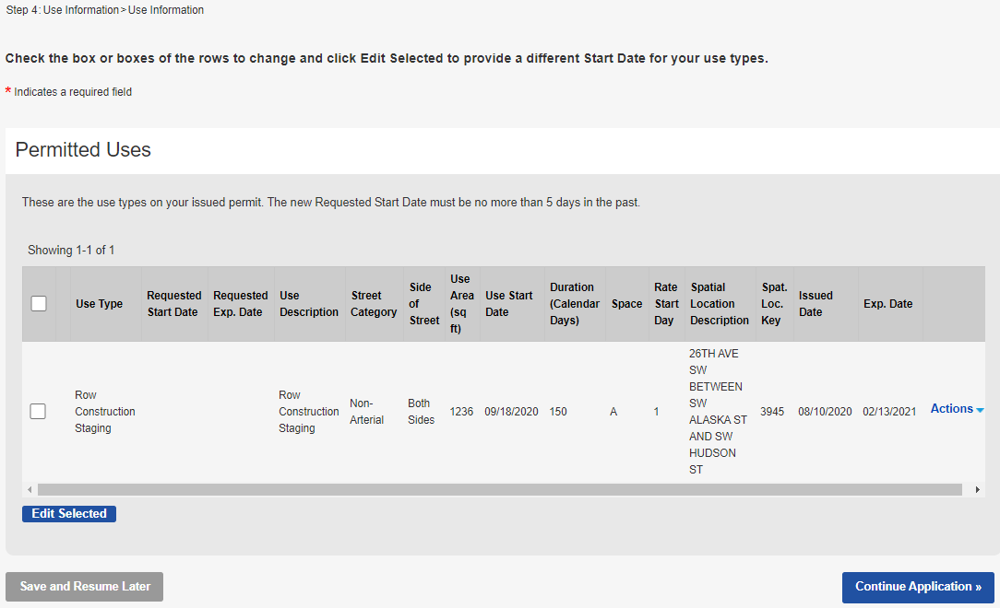 Step 4: Use Information > Use Information
Check the box or boxes of the rows to change and click Edit Selected to provide a different Start Date for your use types.
* Indicates a required field
Permitted Uses
These are the use types on your issued permit. The new Requested Start Date must be no more than 5 days in the past.
Showing 1-1 of 1
Use Type
Requested
Start Date
Requested
Exp. Date
Use
Description
Street
Category
Side
of
Street
Use
Area
(sq
ft)
Use Start
Date
Duration
(Calendar
Days)
Space
Rate
Start
Day
Spatial
Location
Description
Spat.
Loc.
Key
Issued
Date
Exp. Date
Row
Construction
Staging
Row
Construction
Staging
Non-
Arterial
Both
Sides
1236
09/18/2020
150
A
1
26TH AVE
SW
BETWEEN
SW
ALASKA ST
AND SW
HUDSON
ST
3945
08/10/2020
02/13/2021
Actions
Edit Selected
Save and Resume Later
Continue Application »